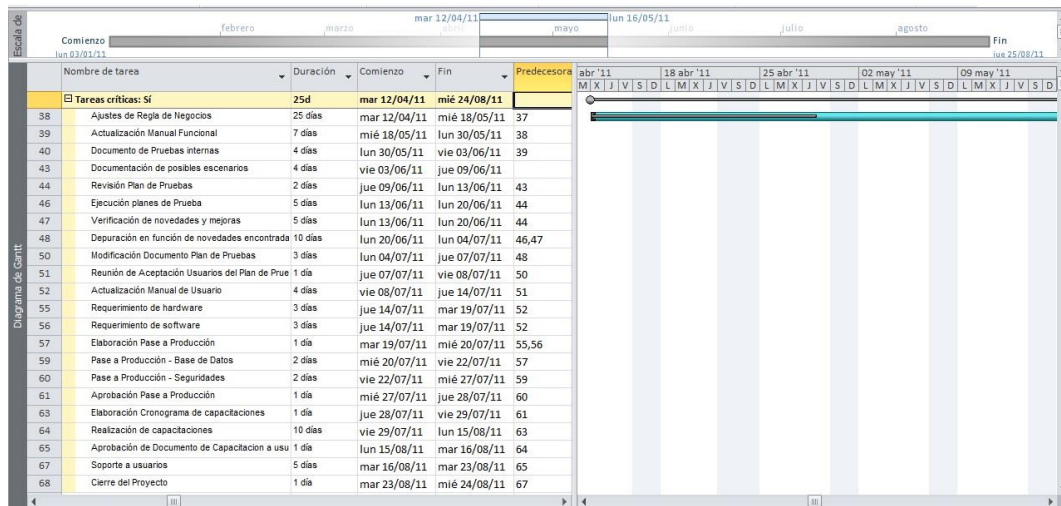 Escala de
mar 12/04/11 lun 16/05/11
febrero marzo abril mayo junio julio agosto
Comienzo Fin
lun 03/01/11 jue 25/08/11
Nombre de tarea Duración Comienzo Fin Predecesora abr '11 18 abr '11 25 abr '11 02 may '11 09 may '11
M X J V S D L M X J V S D L M X J V S D L M X J V S D L M X J V S D
Tareas críticas: Sí 25d mar 12/04/11 mié 24/08/11
38 Ajustes de Regla de Negocios 25 días mar 12/04/11 mié 18/05/11 37
39 Actualización Manual Funcional 7 días mié 18/05/11 lun 30/05/11 38
40 Documento de Pruebas internas 4 días lun 30/05/11 vie 03/06/11 39
43 Documentación de posibles escenarios 4 días vie 03/06/11 jue 09/06/11
44 Revisión Plan de Pruebas 2 días jue 09/06/11 lun 13/06/11 43
46 Ejecución planes de Prueba 5 días lun 13/06/11 lun 20/06/11 44
47 Verificación de novedades y mejoras 5 días lun 13/06/11 lun 20/06/11 44
48 Depuración en función de novedades encontrada 10 días lun 20/06/11 lun 04/07/11 46,47
50 Modificación Documento Plan de Pruebas 3 días lun 04/07/11 jue 07/07/11 48
51 Reunión de Aceptación Usuarios del Plan de Prue 1 día jue 07/07/11 vie 08/07/11 50
52 Actualización Manual de Usuario 4 días vie 08/07/11 jue 14/07/11 51
55 Requerimiento de hardware 3 días jue 14/07/11 mar 19/07/11 52
56 Requerimiento de software 3 días jue 14/07/11 mar 19/07/11 52
57 Elaboración Pase a Producción 1 día mar 19/07/11 mié 20/07/11 55,56
59 Pase a Producción - Base de Datos 2 días mié 20/07/11 vie 22/07/11 57
60 Pase a Producción - Seguridades 2 días vie 22/07/11 mié 27/07/11 59
61 Aprobación Pase a Producción 1 día mié 27/07/11 jue 28/07/11 60
63 Elaboración Cronograma de capacitaciones 1 día jue 28/07/11 vie 29/07/11 61
64 Realización de capacitaciones 10 días vie 29/07/11 lun 15/08/11 63
65 Aprobación de Documento de Capacitacion a usu 1 día lun 15/08/11 mar 16/08/11 64
67 Soporte a usuarios 5 días mar 16/08/11 mar 23/08/11 65
68 Cierre del Proyecto 1 día mar 23/08/11 mié 24/08/11 67
Diagrama de Gantt